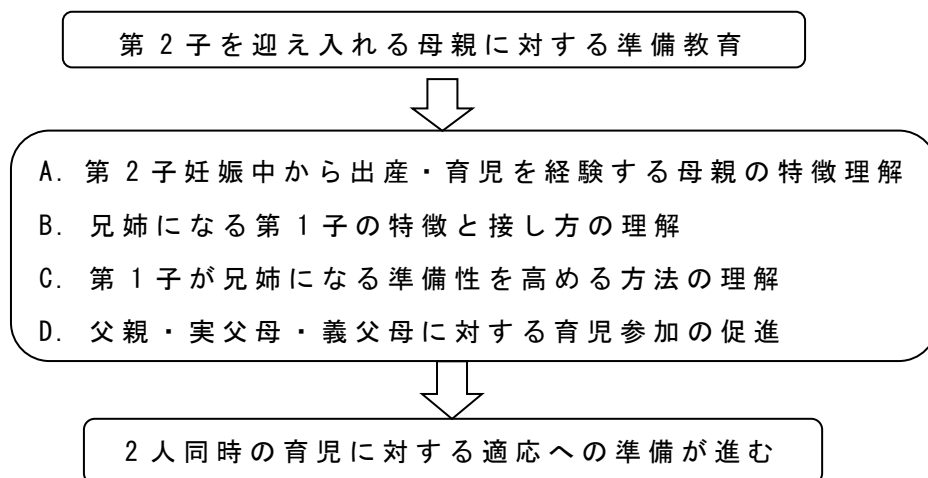 第2子を迎え入れる母親に対する準備教育
A. 第2子妊娠中から出産・育児を経験する母親の特徴理解
B. 兄姉になる第1子の特徴と接し方の理解
C. 第1子が兄姉になる準備性を高める方法の理解
D. 父親・実父母・義父母に対する育児参加の促進
2人同時の育児に対する適応への準備が進む